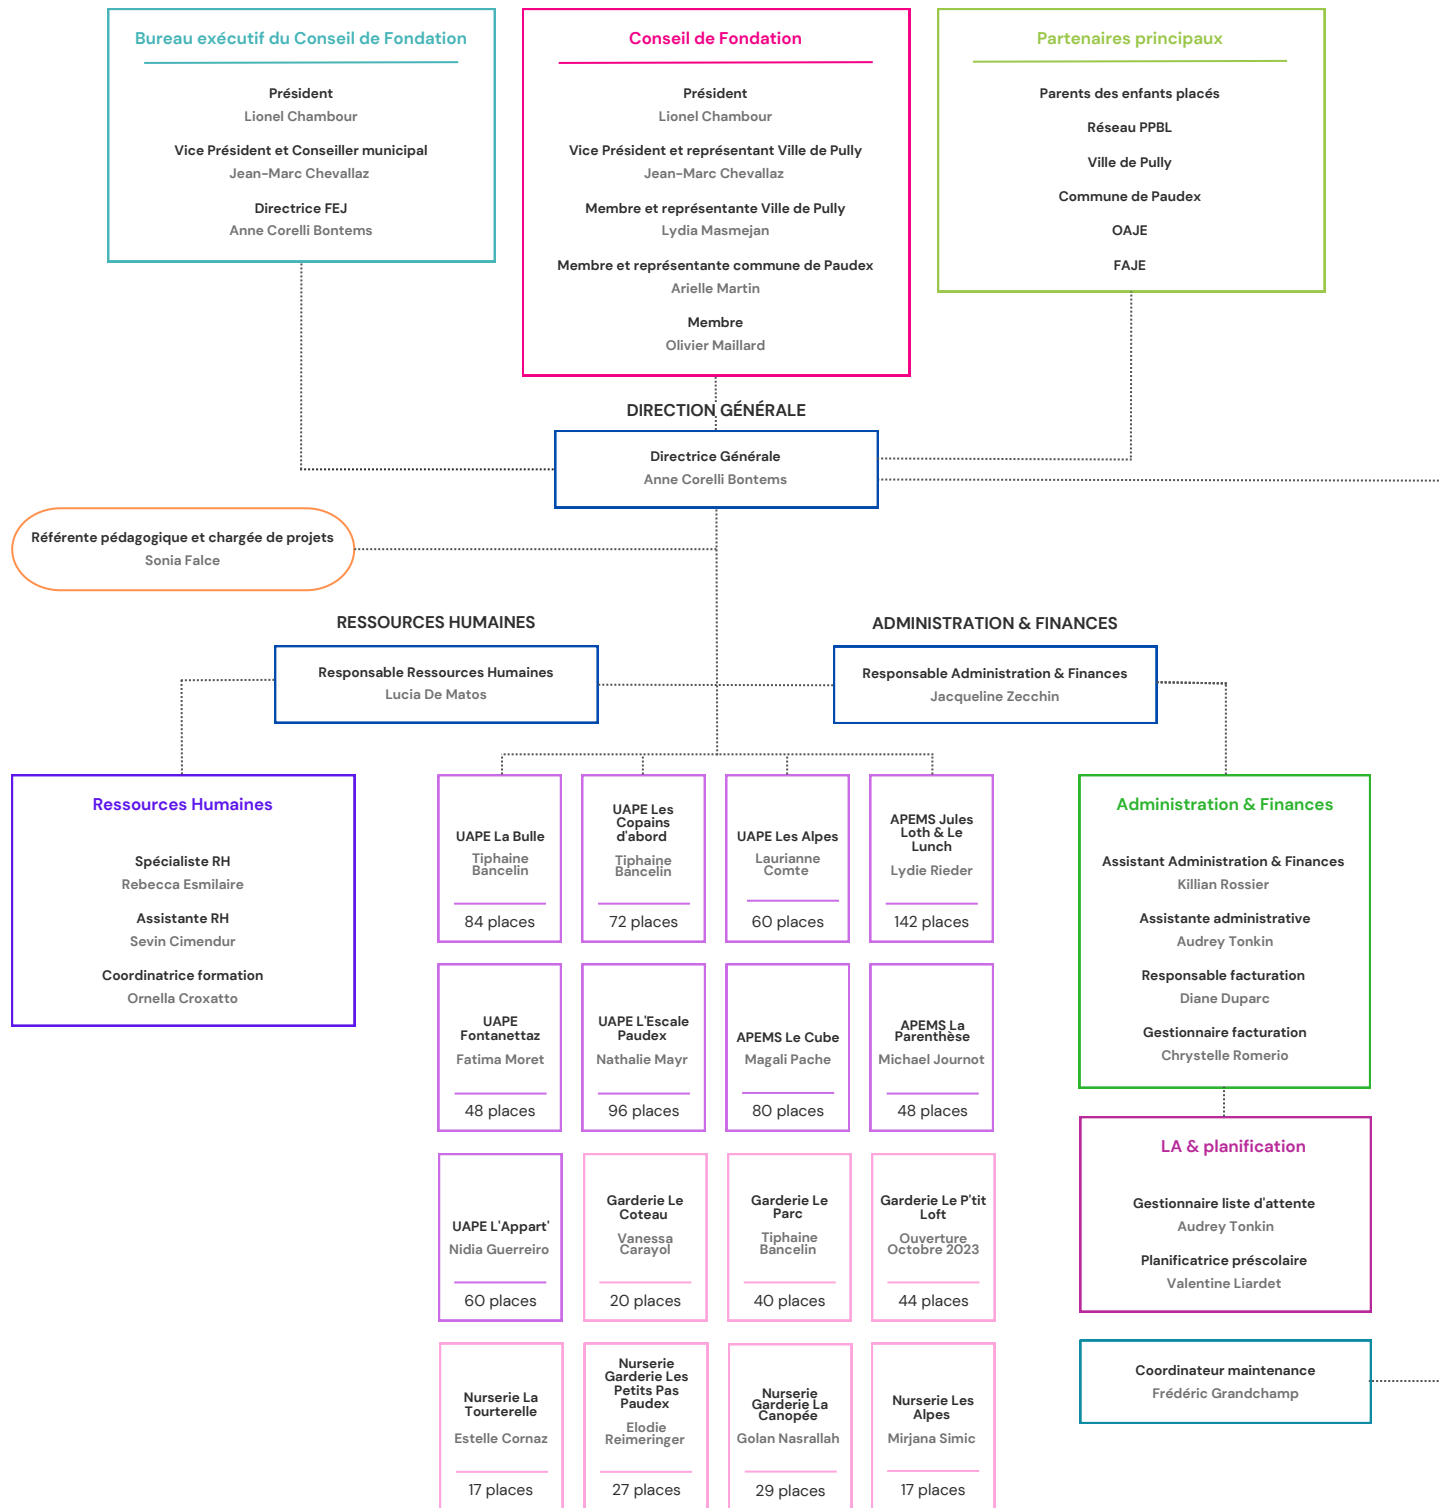 Bureau exécutif du Conseil de Fondation
Président
Lionel Chambour
Vice Président et Conseiller municipal
Jean-Marc Chevallaz
Directrice FEJ
Anne Corelli Bontems
Conseil de Fondation
Président
Lionel Chambour
Vice Président et représentant Ville de Pully
Jean-Marc Chevallaz
Membre et représentante Ville de Pully
Lydia Masmejan
Membre et représentante commune de Paudex
Arielle Martin
Membre
Olivier Maillard
Partenaires principaux
Parents des enfants placés
Réseau PPBL
Ville de Pully
Commune de Paudex
OAJE
FAJE
DIRECTION GÉNÉRALE
Directrice Générale
Anne Corelli Bontems
Référente pédagogique et chargée de projets
Sonia Falce
RESSOURCES HUMAINES
Responsable Ressources Humaines
Lucia De Matos
ADMINISTRATION & FINANCES
Responsable Administration & Finances
Jacqueline Zecchin
Ressources Humaines
Spécialiste RH
Rebecca Esmilaire
Assistante RH
Sevin Cimendur
Coordinatrice formation
Ornella Croxatto
UAPE La Bulle
Tiphaine
Bancelin
84 places
UAPE Les
Copains
d'abord
Tiphaine
Bancelin
72 places
UAPE Les Alpes
Laurianne
Comte
60 places
APEMS Jules
Loth & Le
Lunch
Lydie Rieder
142 places
UAPE
Fontanettaz
Fatima Moret
48 places
UAPE L'Escale
Paudex
Nathalie Mayr
96 places
APEMS Le Cube
Magali Pache
80 places
APEMS La
Parenthèse
Michael Journot
48 places
UAPE L'Appart'
Nidia Guerreiro
60 places
Garderie Le
Coteau
Vanessa
Carayol
20 places
Garderie Le
Parc
Tiphaine
Bancelin
40 places
Garderie Le P'tit
Loft
Ouverture
Octobre 2023
44 places
Nurserie La
Tourterelle
Estelle Cornaz
17 places
Nurserie
Garderie Les
Petits Pas
Paudex
Elodie
Reimeringer
27 places
Nurserie
Garderie La
Canopée
Golan Nasrallah
29 places
Nurserie Les
Alpes
Mirjana Simic
17 places
Administration & Finances
Assistant Administration & Finances
Killian Rossier
Assistante administrative
Audrey Tonkin
Responsable facturation
Diane Duparc
Gestionnaire facturation
Chrystelle Romerio
LA & planification
Gestionnaire liste d'attente
Audrey Tonkin
Planificatrice préscolaire
Valentine Liardet
Coordinateur maintenance
Frédéric Grandchamp